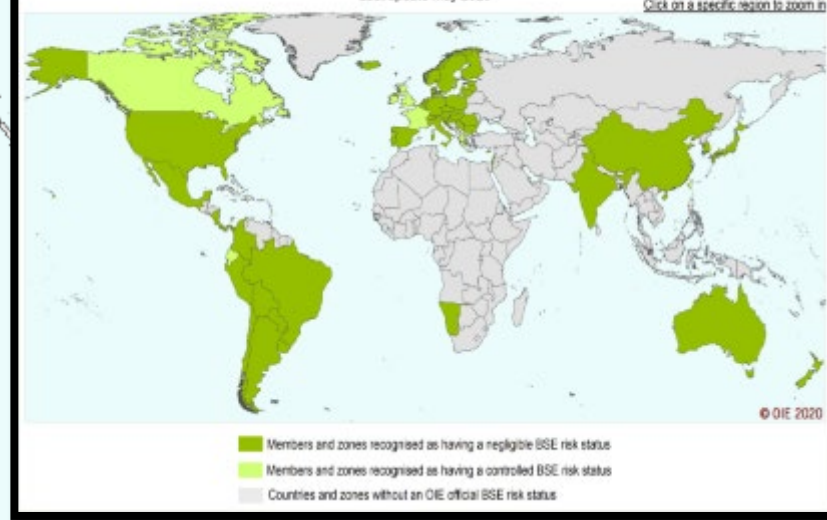 Click on a specific region to zoom in
© OIE 2020
Members and zones recognised as having a negligible BSE risk status
Members and zones recognised as having a controlled BSE risk status
Countries and zones without an OIE official BSE risk status